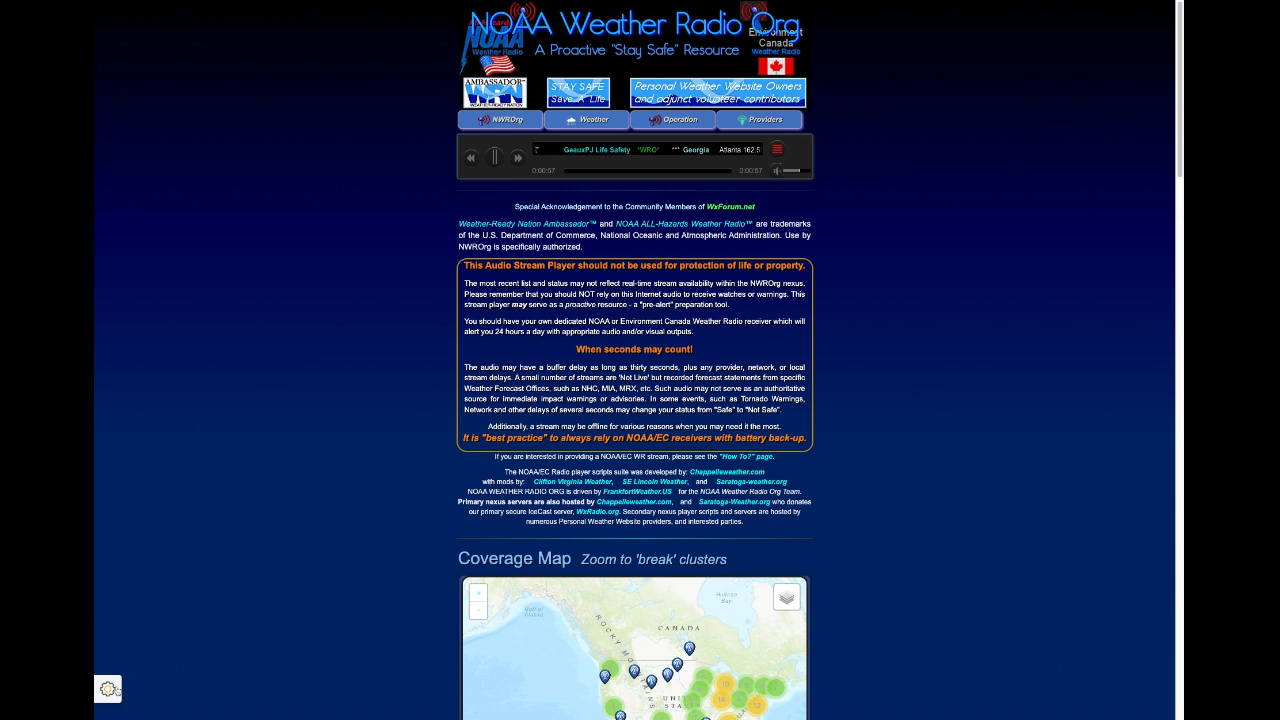 NOAA Weather Radio Org
A Proactive "Stay Safe" Resource
NOAA
Weather Radio
Environment
Canada
Weather Radio
AMBASSADOR™
WEATHER-READY NATION
STAY SAFE
Save A Life
Personal Weather Website Owners
and adjunct volunteer contributors
NWROrg
Weather
Operation
Providers
GeauxPJ Life Safety *WRO* *** Georgia Atlanta 162.5
0:00:57
0:00:57
Special Acknowledgement to the Community Members of WxForum.net
Weather-Ready Nation Ambassador™ and NOAA ALL-Hazards Weather Radio™ are trademarks
of the U.S. Department of Commerce, National Oceanic and Atmospheric Administration. Use by
NWROrg is specifically authorized.
This Audio Stream Player should not be used for protection of life or property.
The most recent list and status may not reflect real-time stream availability within the NWROrg nexus.
Please remember that you should NOT rely on this Internet audio to receive watches or warnings. This
stream player may serve as a proactive resource - a "pre-alert" preparation tool.
You should have your own dedicated NOAA or Environment Canada Weather Radio receiver which will
alert you 24 hours a day with appropriate audio and/or visual outputs.
When seconds may count!
The audio may have a buffer delay as long as thirty seconds, plus any provider, network, or local
stream delays. A small number of streams are 'Not Live' but recorded forecast statements from specific
Weather Forecast Offices, such as NHC, MIA, MRX, etc. Such audio may not serve as an authoritative
source for immediate impact warnings or advisories. In some events, such as Tornado Warnings,
Network and other delays of several seconds may change your status from "Safe" to "Not Safe".
Additionally, a stream may be offline for various reasons when you may need it the most.
It is "best practice" to always rely on NOAA/EC receivers with battery back-up.
If you are interested in providing a NOAA/EC WR stream, please see the "How To?" page.
The NOAA/EC Radio player scripts suite was developed by: Chappelleweather.com
with mods by: Clifton Virginia Weather, SE Lincoln Weather, and Saratoga-weather.org
NOAA WEATHER RADIO ORG is driven by FrankfortWeather.US for the NOAA Weather Radio Org Team.
Primary nexus servers are also hosted by Chappelleweather.com, and Saratoga-Weather.org who donates
our primary secure IceCast server, WxRadio.org. Secondary nexus player scripts and servers are hosted by
numerous Personal Weather Website providers, and interested parties.
Coverage Map Zoom to 'break' clusters
+
-
Gulf of
Alaska
Hudson
Bay
CANADA
ROCKY MO
UNIT
STA
10